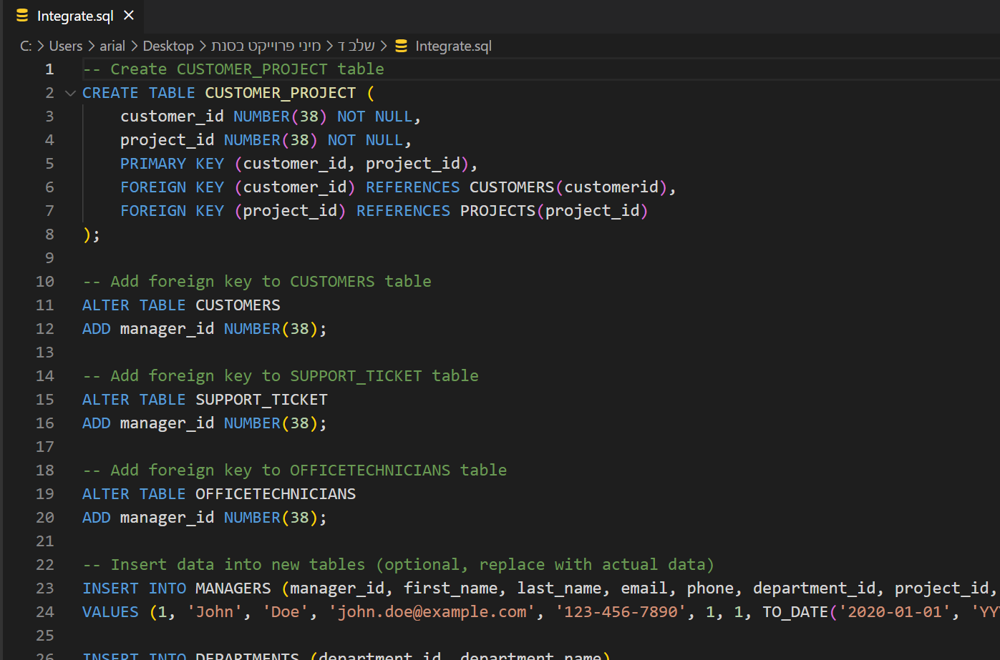 Integrate.sql ×
C: > Users > arial > Desktop > מיני פרוייקט בסנת > שלב ד > Integrate.sql
1 -- Create CUSTOMER_PROJECT table
2 CREATE TABLE CUSTOMER_PROJECT (
3 customer_id NUMBER(38) NOT NULL,
4 project_id NUMBER(38) NOT NULL,
5 PRIMARY KEY (customer_id, project_id),
6 FOREIGN KEY (customer_id) REFERENCES CUSTOMERS(customerid),
7 FOREIGN KEY (project_id) REFERENCES PROJECTS(project_id)
8 );
9
10 -- Add foreign key to CUSTOMERS table
11 ALTER TABLE CUSTOMERS
12 ADD manager_id NUMBER(38);
13
14 -- Add foreign key to SUPPORT_TICKET table
15 ALTER TABLE SUPPORT_TICKET
16 ADD manager_id NUMBER(38);
17
18 -- Add foreign key to OFFICETECHNICIANS table
19 ALTER TABLE OFFICETECHNICIANS
20 ADD manager_id NUMBER(38);
21
22 -- Insert data into new tables (optional, replace with actual data)
23 INSERT INTO MANAGERS (manager_id, first_name, last_name, email, phone, department_id, project_id,
24 VALUES (1, 'John', 'Doe', 'john.doe@example.com', '123-456-7890', 1, 1, TO_DATE('2020-01-01', 'YY
25
26 INSERT INTO DEPARTMENTS (department_id, department_name)